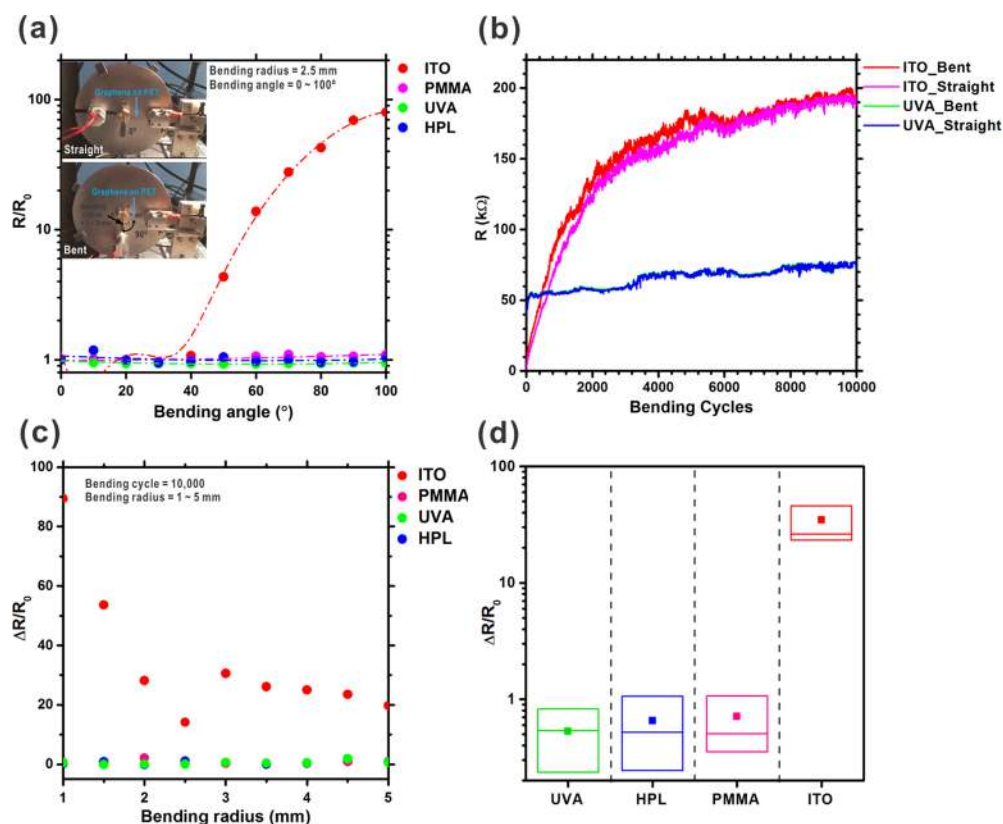 (a)
Bending radius = 2.5 mm
Bending angle = 0 ~ 100°
Graphene on PET
0°
Straight
Graphene on PET
Bent
ITO
PMMA
UVA
HPL
100
10
1
R/R0
0 20 40 60 80 100
Bending angle (°)
(b)
ITO_Bent
ITO_Straight
UVA_Bent
UVA_Straight
200
150
100
50
0
R (kΩ)
0 2000 4000 6000 8000 10000
Bending Cycles
(c)
Bending cycle = 10,000
Bending radius = 1 ~ 5 mm
ITO
PMMA
UVA
HPL
100
80
60
40
20
0
ΔR/R0
1 2 3 4 5
Bending radius (mm)
(d)
100
10
1
ΔR/R0
UVA HPL PMMA ITO